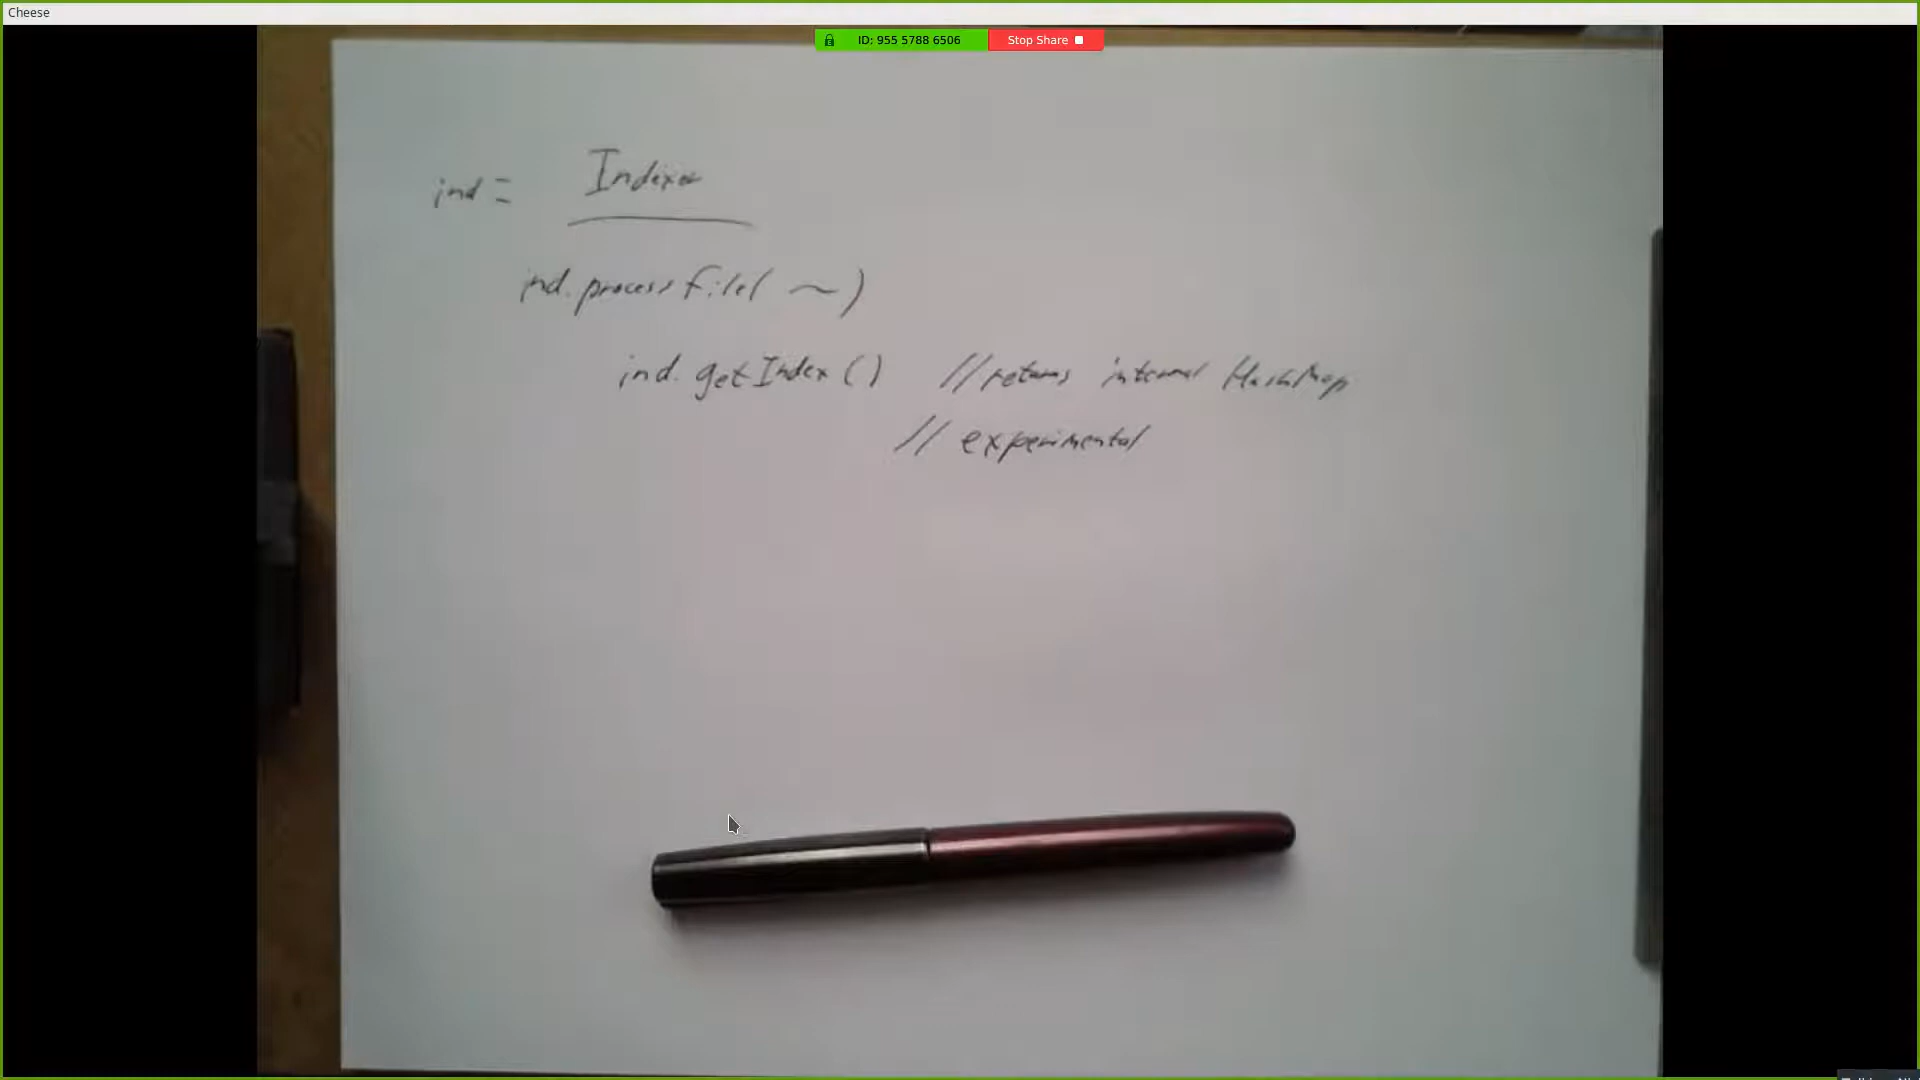 Cheese
ID: 955 5788 6506 Stop Share
ind = Indexer
ind.processFile( ~ )
ind.getIndex() // returns internal HashMap
// experimental